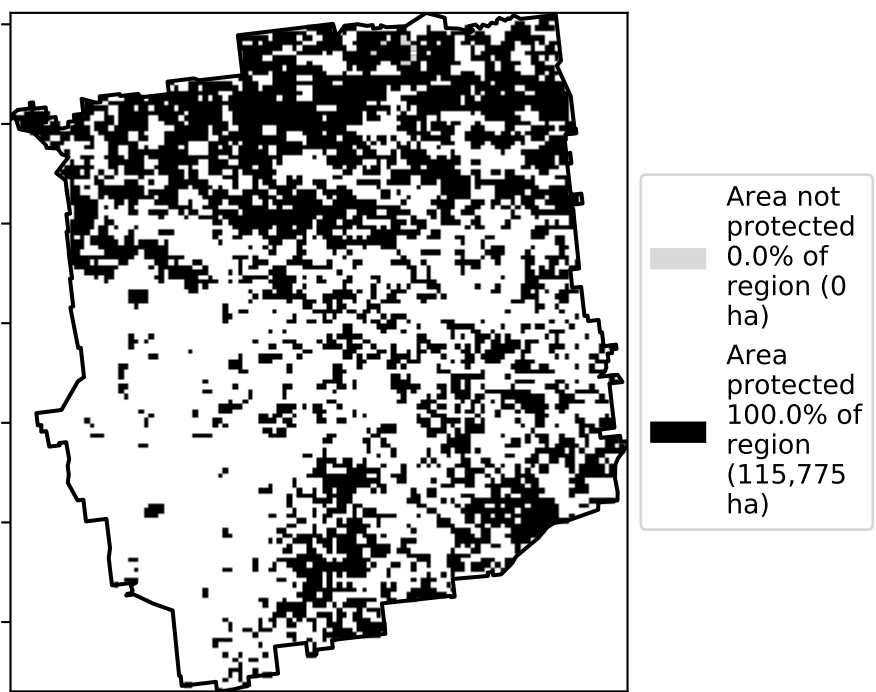 Area not
protected
0.0% of
region (0
ha)
Area
protected
100.0% of
region
(115,775
ha)